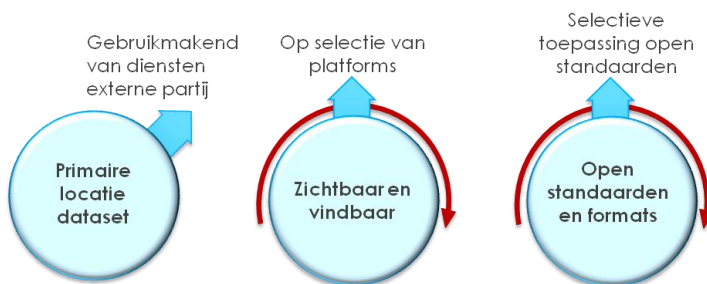 Gebruikmakend
van diensten
externe partij
Primaire
locatie
dataset
Op selectie van
platforms
Zichtbaar en
vindbaar
Selectieve
toepassing open
standaarden
Open
standaarden
en formats